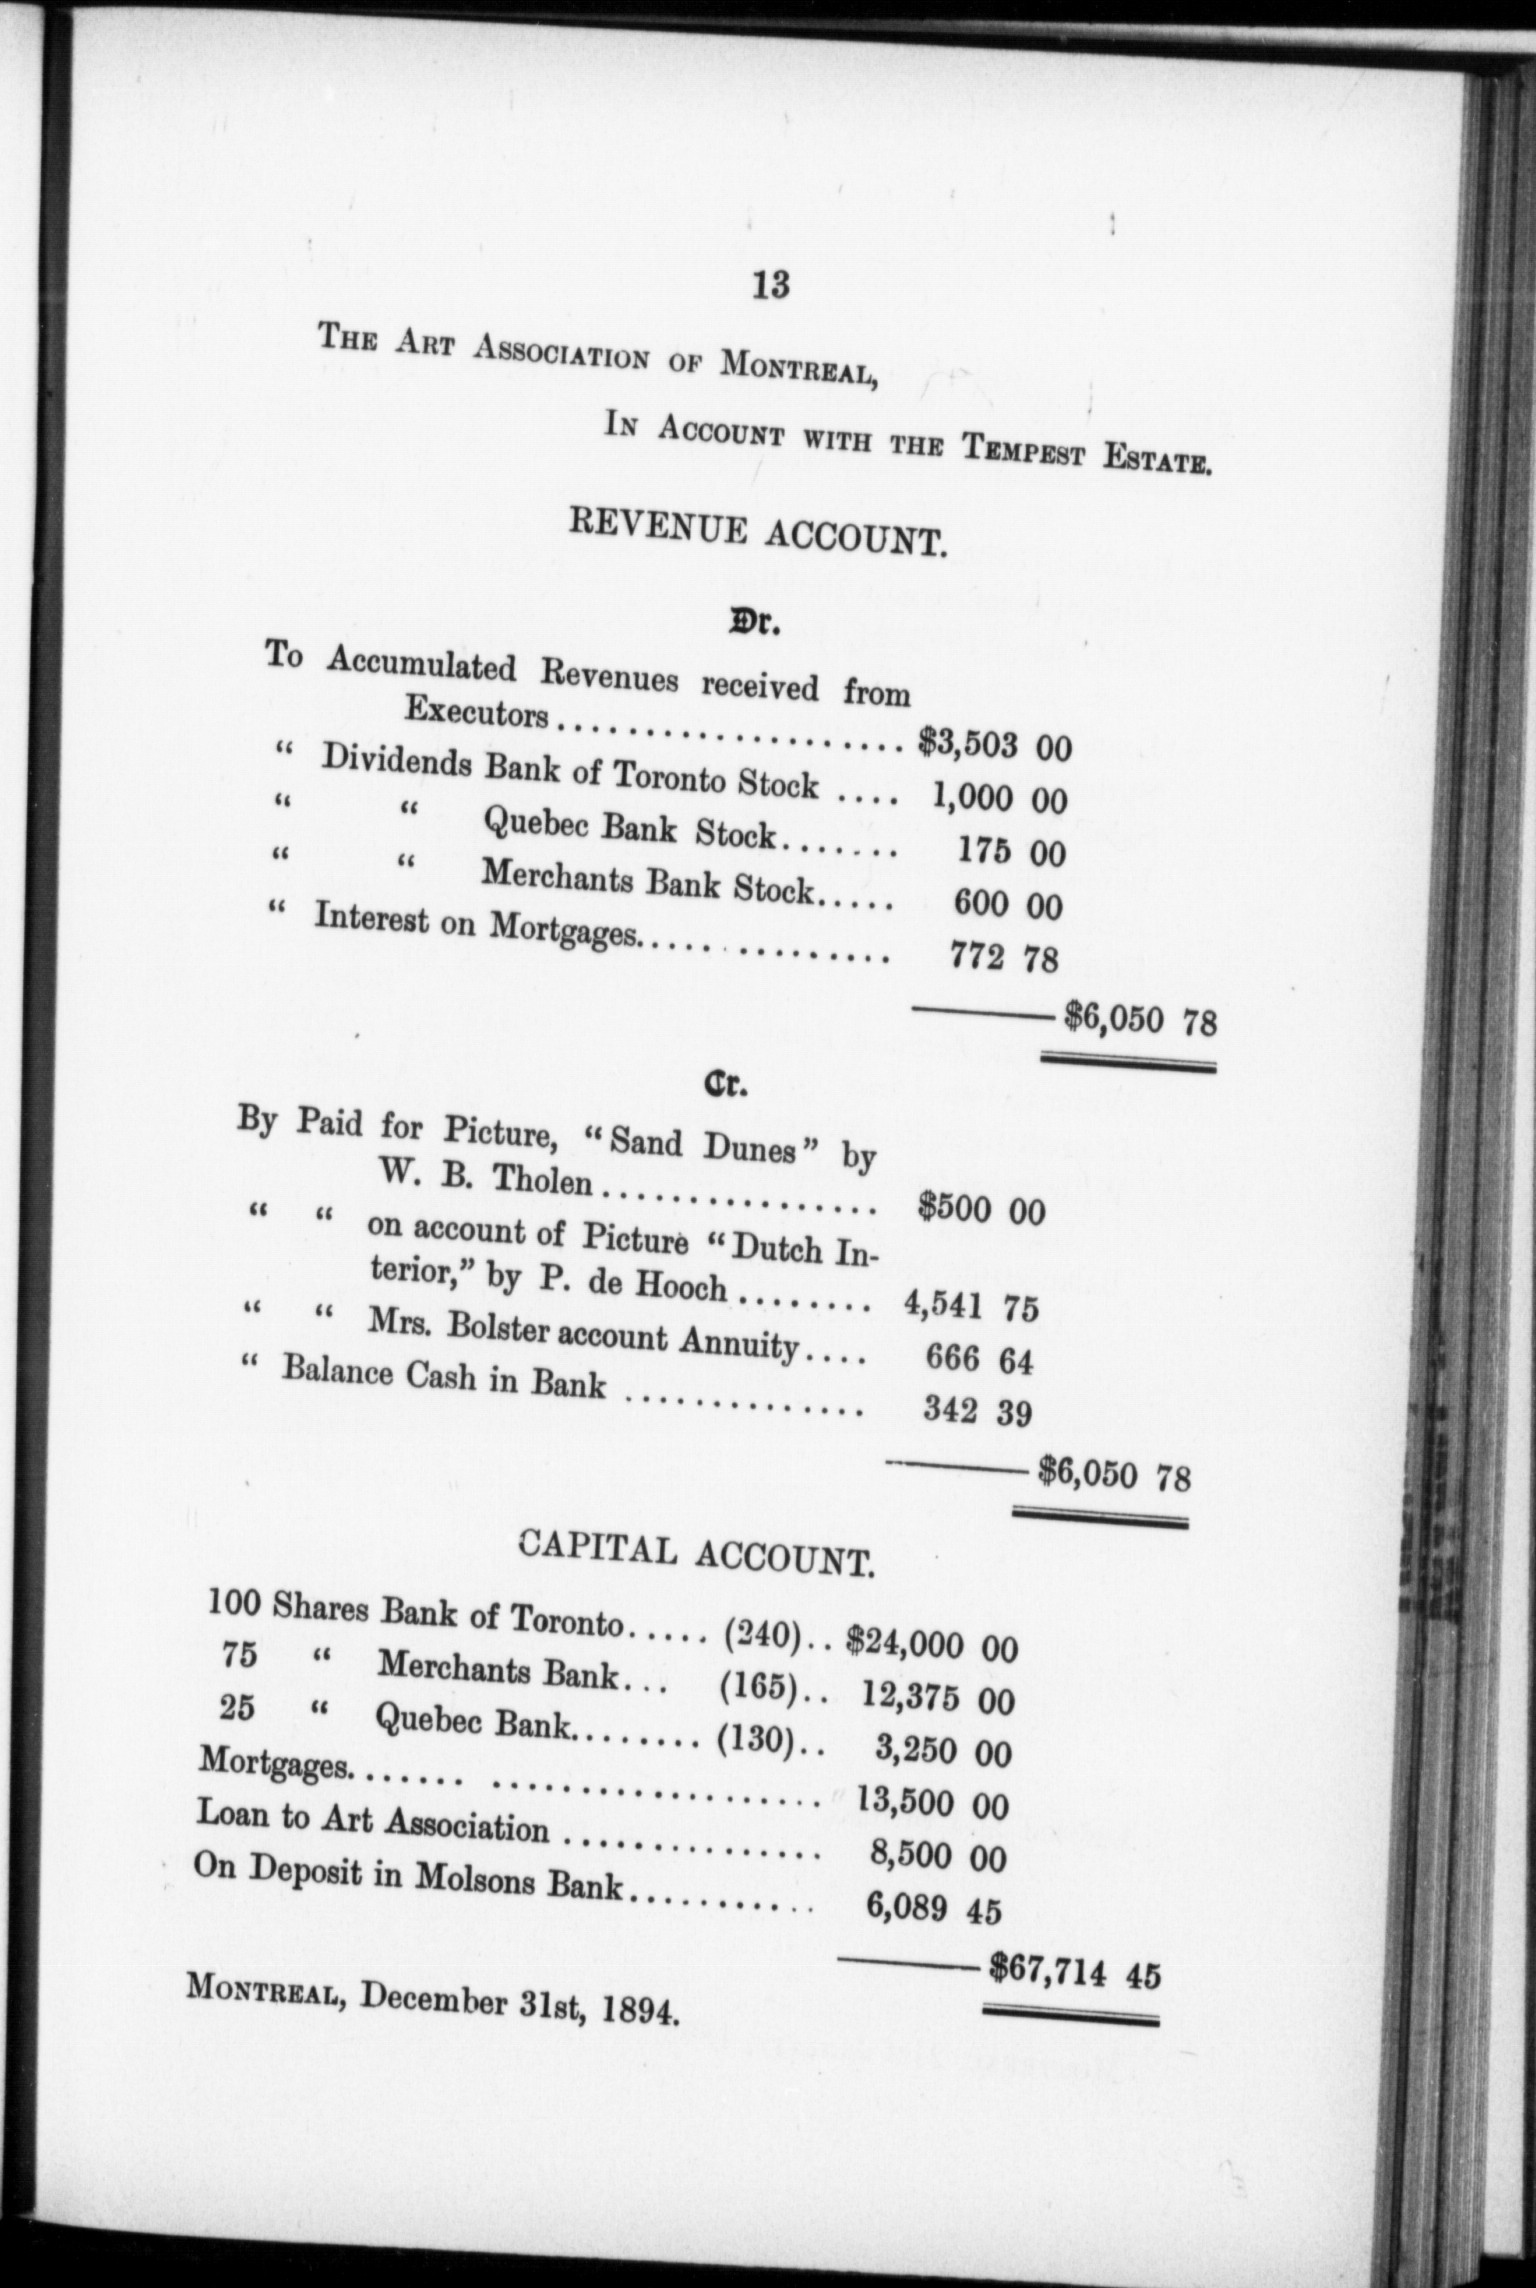 13
THE ART ASSOCIATION OF MONTREAL,
IN ACCOUNT WITH THE TEMPEST ESTATE.
REVENUE ACCOUNT.
Dr.
To Accumulated Revenues received from
Executors.................... $3,503 00
“ Dividends Bank of Toronto Stock .... 1,000 00
“ “ Quebec Bank Stock....... 175 00
“ “ Merchants Bank Stock..... 600 00
“ Interest on Mortgages.............. 772 78
$6,050 78
Cr.
By Paid for Picture, “Sand Dunes” by
W. B. Tholen................ $500 00
“ “ on account of Picture “Dutch In-
terior,” by P. de Hooch........ 4,541 75
“ “ Mrs. Bolster account Annuity.... 666 64
“ Balance Cash in Bank .............. 342 39
$6,050 78
CAPITAL ACCOUNT.
100 Shares Bank of Toronto..... (240).. $24,000 00
75 “ Merchants Bank... (165).. 12,375 00
25 “ Quebec Bank........ (130).. 3,250 00
Mortgages....... ................... 13,500 00
Loan to Art Association ............... 8,500 00
On Deposit in Molsons Bank........... 6,089 45
$67,714 45
MONTREAL, December 31st, 1894.